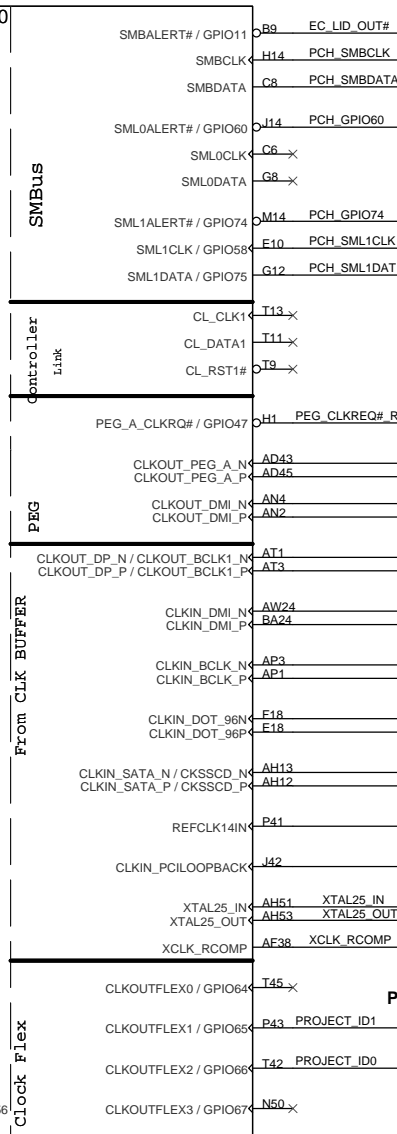 0
SMBus
SMBALERT# / GPIO11 B9 EC_LID_OUT#
SMBCLK H14 PCH_SMBCLK
SMBDATA C8 PCH_SMBDATA
SML0ALERT# / GPIO60 J14 PCH_GPIO60
SML0CLK C6
SML0DATA G8
SML1ALERT# / GPIO74 M14 PCH_GPIO74
SML1CLK / GPIO58 E10 PCH_SML1CLK
SML1DATA / GPIO75 G12 PCH_SML1DAT
Controller
Link
CL_CLK1 T13
CL_DATA1 T11
CL_RST1# T9
PEG
PEG_A_CLKRQ# / GPIO47 H1 PEG_CLKREQ#_R
CLKOUT_PEG_A_N AD43
CLKOUT_PEG_A_P AD45
CLKOUT_DMI_N AN4
CLKOUT_DMI_P AN2
From CLK BUFFER
CLKOUT_DP_N / CLKOUT_BCLK1_N AT1
CLKOUT_DP_P / CLKOUT_BCLK1_P AT3
CLKIN_DMI_N AW24
CLKIN_DMI_P BA24
CLKIN_BCLK_N AP3
CLKIN_BCLK_P AP1
CLKIN_DOT_96N F18
CLKIN_DOT_96P E18
CLKIN_SATA_N / CKSSCD_N AH13
CLKIN_SATA_P / CKSSCD_P AH12
REFCLK14IN P41
CLKIN_PCILOOPBACK J42
XTAL25_IN AH51 XTAL25_IN
XTAL25_OUT AH53 XTAL25_OUT
XCLK_RCOMP AF38 XCLK_RCOMP
Clock Flex
CLKOUTFLEX0 / GPIO64 T45
P
CLKOUTFLEX1 / GPIO65 P43 PROJECT_ID1
CLKOUTFLEX2 / GPIO66 T42 PROJECT_ID0
CLKOUTFLEX3 / GPIO67 N50